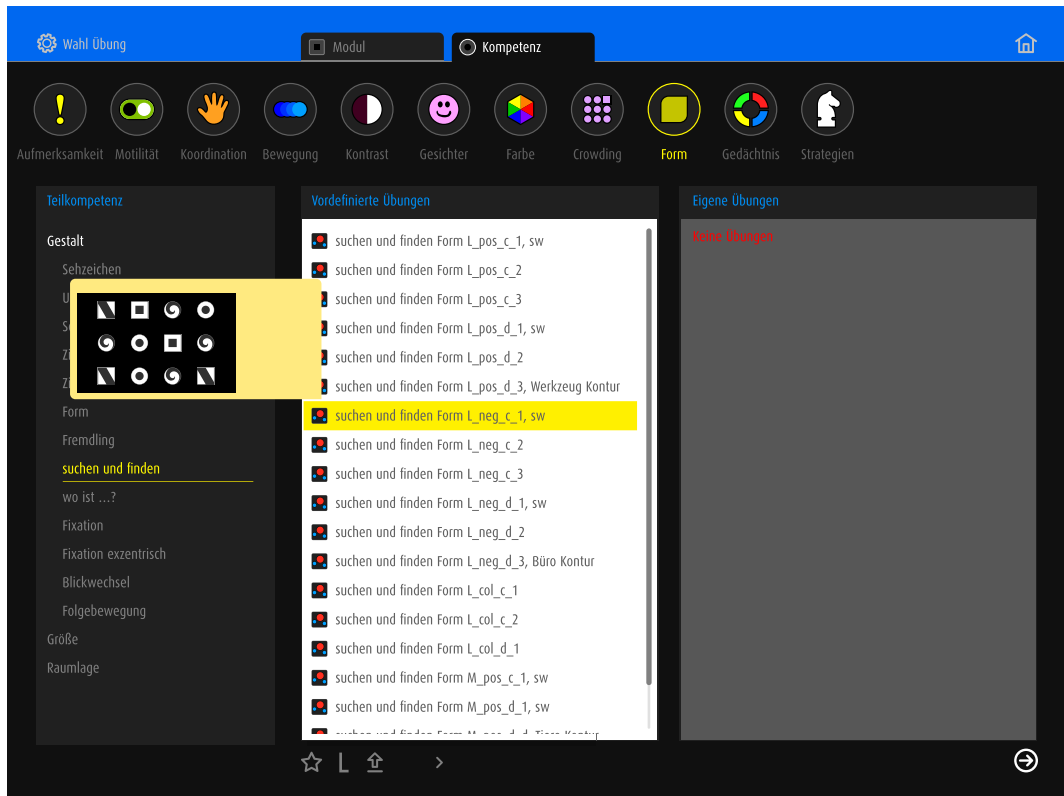 Wahl Übung
Modul
Kompetenz
Aufmerksamkeit
Motilität
Koordination
Bewegung
Kontrast
Gesichter
Farbe
Crowding
Form
Gedächtnis
Strategien
Teilkompetenz
Gestalt
Sehzeichen
Form
Fremdling
suchen und finden
wo ist ...?
Fixation
Fixation exzentrisch
Blickwechsel
Folgebewegung
Größe
Raumlage
Vordefinierte Übungen
suchen und finden Form L_pos_c_1, sw
suchen und finden Form L_pos_c_2
suchen und finden Form L_pos_c_3
suchen und finden Form L_pos_d_1, sw
suchen und finden Form L_pos_d_2
suchen und finden Form L_pos_d_3, Werkzeug Kontur
suchen und finden Form L_neg_c_1, sw
suchen und finden Form L_neg_c_2
suchen und finden Form L_neg_c_3
suchen und finden Form L_neg_d_1, sw
suchen und finden Form L_neg_d_2
suchen und finden Form L_neg_d_3, Büro Kontur
suchen und finden Form L_col_c_1
suchen und finden Form L_col_c_2
suchen und finden Form L_col_d_1
suchen und finden Form M_pos_c_1, sw
suchen und finden Form M_pos_d_1, sw
Eigene Übungen
Keine Übungen
L